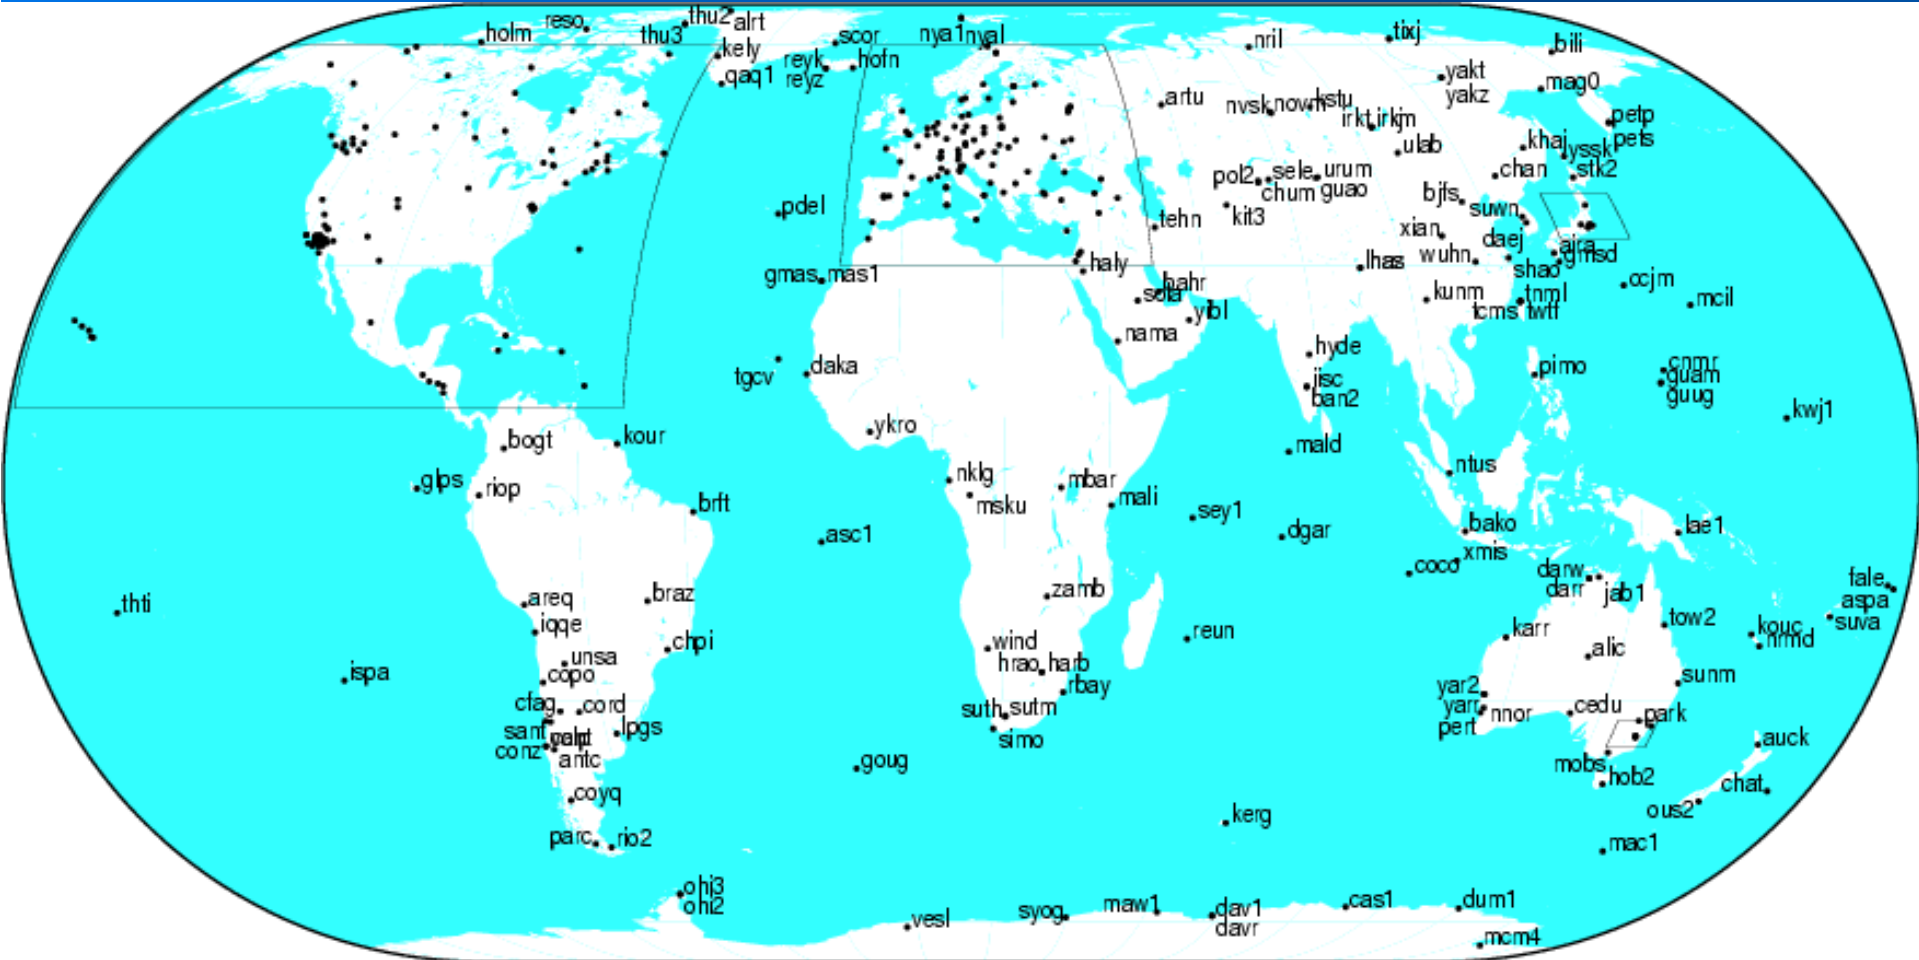 thu2 alrt
reso
holm
thu3
kely
qaq1
scor
reyk hofn
reyz
nya1 nyal
nril
tixj
bili
yakt
yakz
mag0
artu
nvsk novm kstu
irkt irkm
petp
pets
khaj
yssk
stk2
ulab
chan
pol2 sele urum
chum guao
bjfs
suwn
kit3
tehn
pdel
xian
daej
wuhn
shao
aira
gmsd
lhas
haly
gmas mas1
bahr
sola
yibl
nama
kunm
tnml
tcms twtf
ccjm
mcil
hyde
iisc
ban2
pimo
cnmr
guam
guug
kwj1
tgcv
daka
ykro
bogt
kour
mald
glps
riop
nklg
msku
mbar
mali
ntus
brft
sey1
asc1
dgar
bako
lae1
coco xmis
darw
darr jab1
fale
aspa
suva
thti
areq
braz
zamb
iqqe
chpi
reun
karr
tow2
kouc
nrmd
wind
unsa
copo
hrao harb
rbay
alic
ispa
sunm
yar2
yarr
pert nnor
cedu
park
cfag cord
sant
lpgs
conz
antc
suth sutm
simo
auck
mobs
hob2
chat
ous2
goug
coyq
kerg
mac1
parc rio2
ohi3
ohi2
vesl
syog
maw1
dav1
davr
cas1
dum1
mcm4